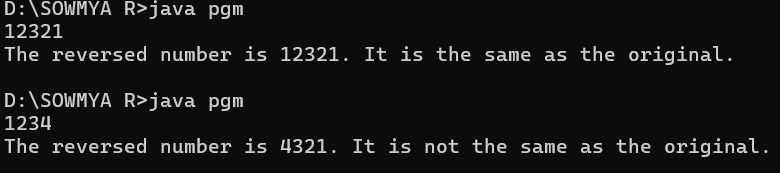 D:\SOWMYA R>java pgm
12321
The reversed number is 12321. It is the same as the original.
D:\SOWMYA R>java pgm
1234
The reversed number is 4321. It is not the same as the original.